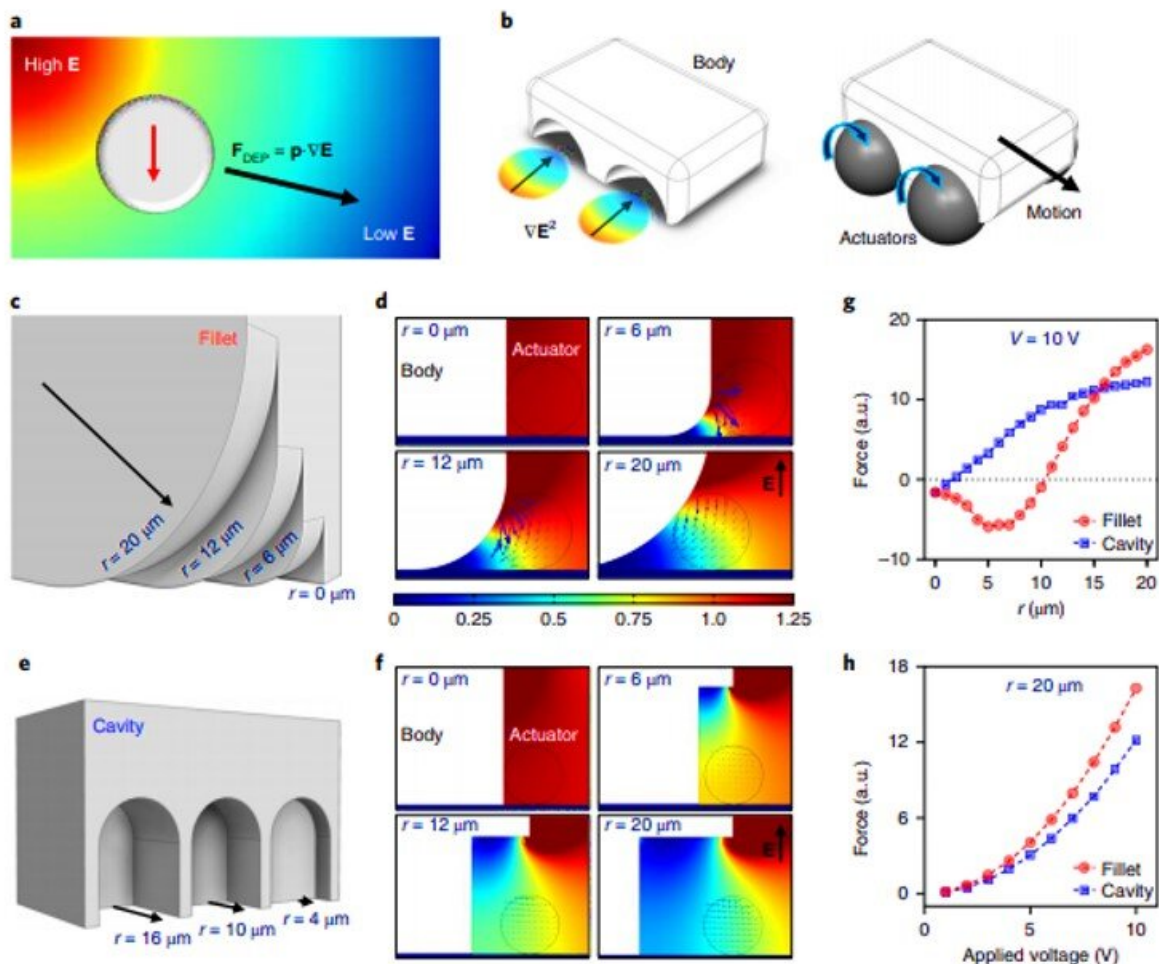 a
High E
F_DEP = p·∇E
Low E
b
Body
∇E²
Actuators
Motion
c
Fillet
r = 20 μm
r = 12 μm
r = 6 μm
r = 0 μm
d
r = 0 μm
Body
Actuator
r = 6 μm
r = 12 μm
r = 20 μm
E
0 0.25 0.75 1.0 1.25
e
Cavity
r = 16 μm
r = 10 μm
r = 4 μm
f
r = 0 μm
Body
Actuator
r = 6 μm
r = 12 μm
r = 20 μm
E
g
V = 10 V
20
10
0
–10
Force (a.u.)
Fillet
Cavity
0 5 10 15 20
r (μm)
h
r = 20 μm
18
12
6
0
Force (a.u.)
Fillet
Cavity
0 5 10
Applied voltage (V)